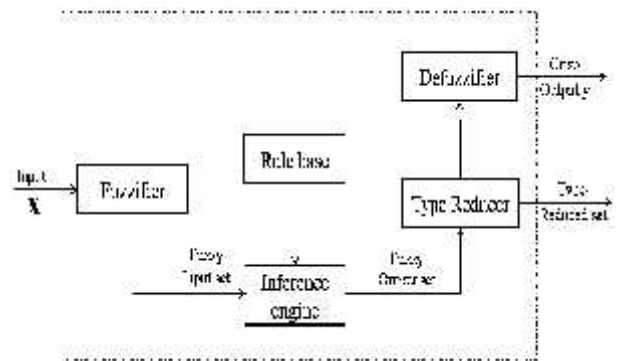 Crisp
Output y
Defuzzifier
Rule base
Input
X
Fuzzifier
Type Reducer
Type
Reduced set
Fuzzy
Input set
Fuzzy
Output set
Inference
engine